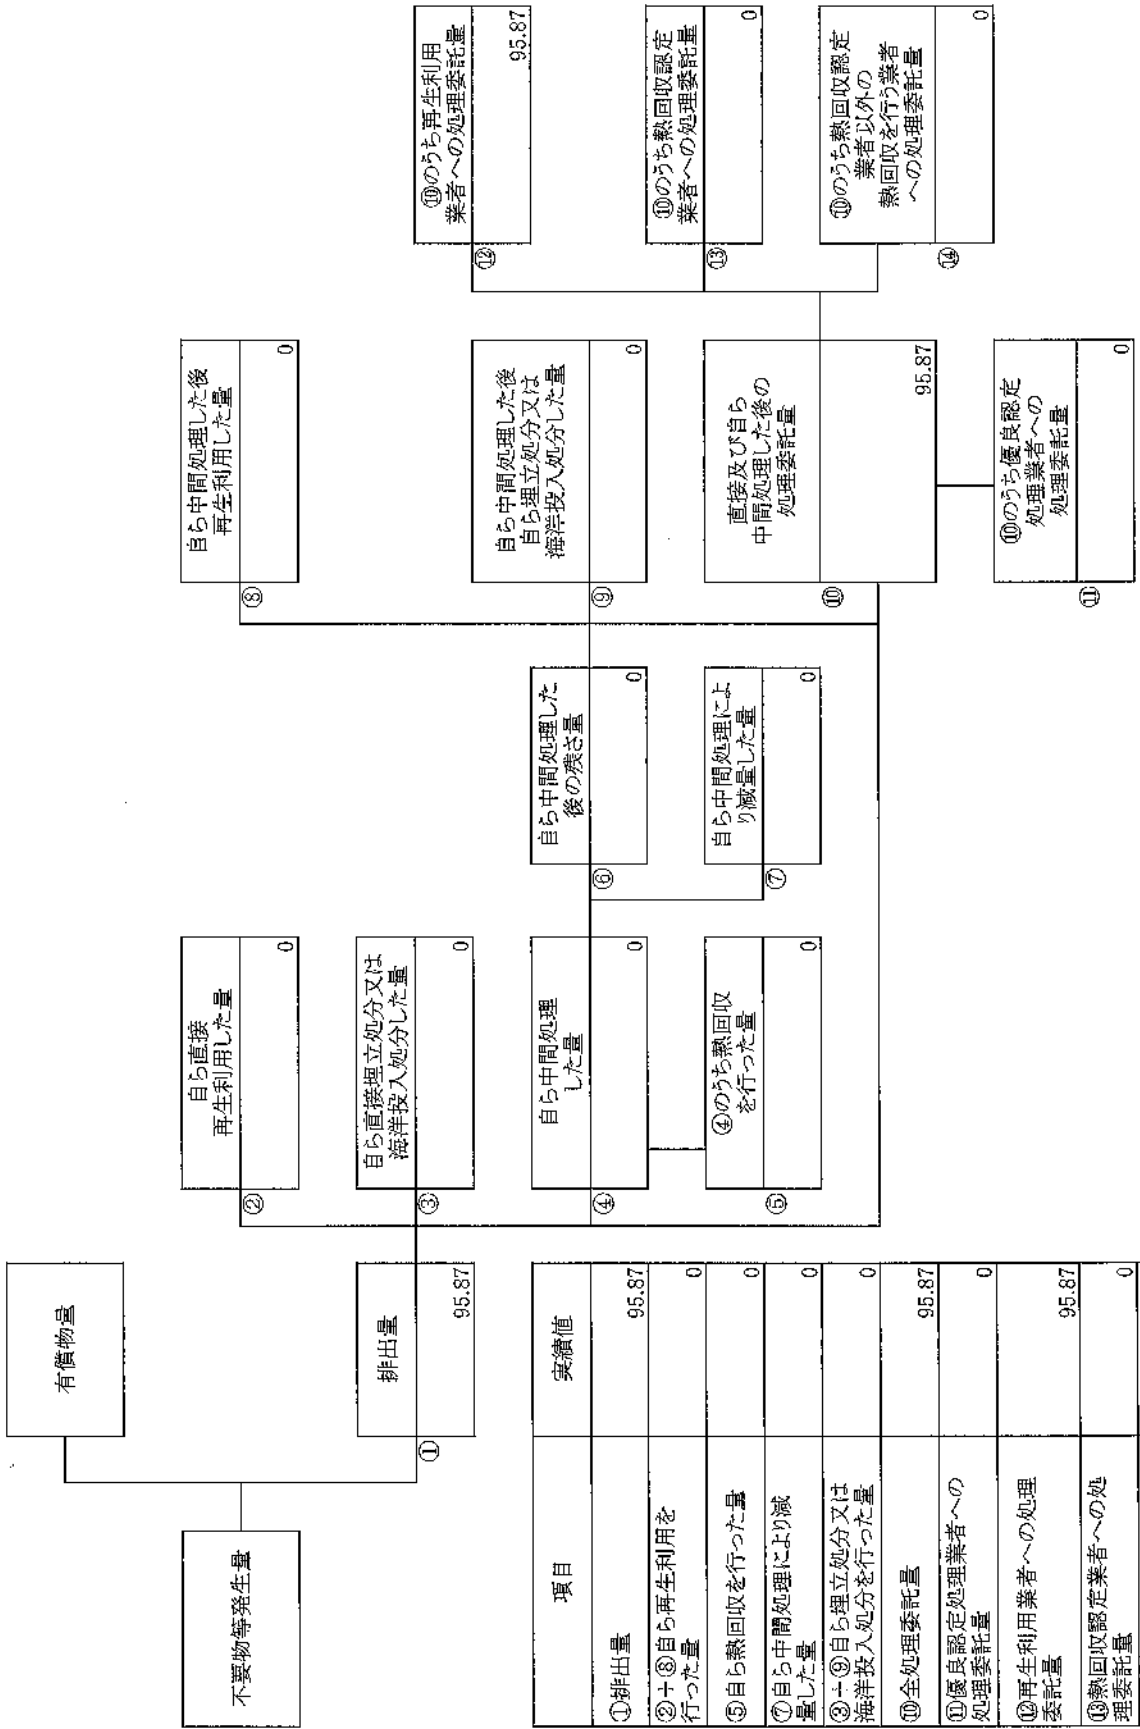 不要物等発生量
有償物量
①
排出量
95.87
②
自ら直接
再生利用した量
0
③
自ら直接埋立処分又は
海洋投入処分した量
0
④
自ら中間処理
した量
0
⑤
④のうち熱回収
を行った量
0
⑥
自ら中間処理した
後の残さ量
0
⑦
自ら中間処理によ
り減量した量
0
⑧
自ら中間処理した後
再生利用した量
0
⑨
自ら中間処理した後
自ら埋立処分又は
海洋投入処分した量
0
⑩
直接及び自ら
中間処理した後の
処理委託量
95.87
⑪
⑩のうち優良認定
処理業者への
処理委託量
0
⑫
⑩のうち再生利用
業者への処理委託量
95.87
⑬
⑩のうち熱回収認定
業者への処理委託量
0
⑭
⑩のうち熱回収認定
業者以外の
熱回収を行う業者
への処理委託量
0
項目 実績値
①排出量 95.87
②+⑧自ら再生利用を
行った量 0
⑤自ら熱回収を行った量 0
⑦自ら中間処理により減
量した量 0
③+⑨自ら埋立処分又は
海洋投入処分を行った量 0
⑩全処理委託量 95.87
⑪優良認定処理業者への
処理委託量 0
⑫再生利用業者への処理
委託量 95.87
⑬熱回収認定業者への処
理委託量 0